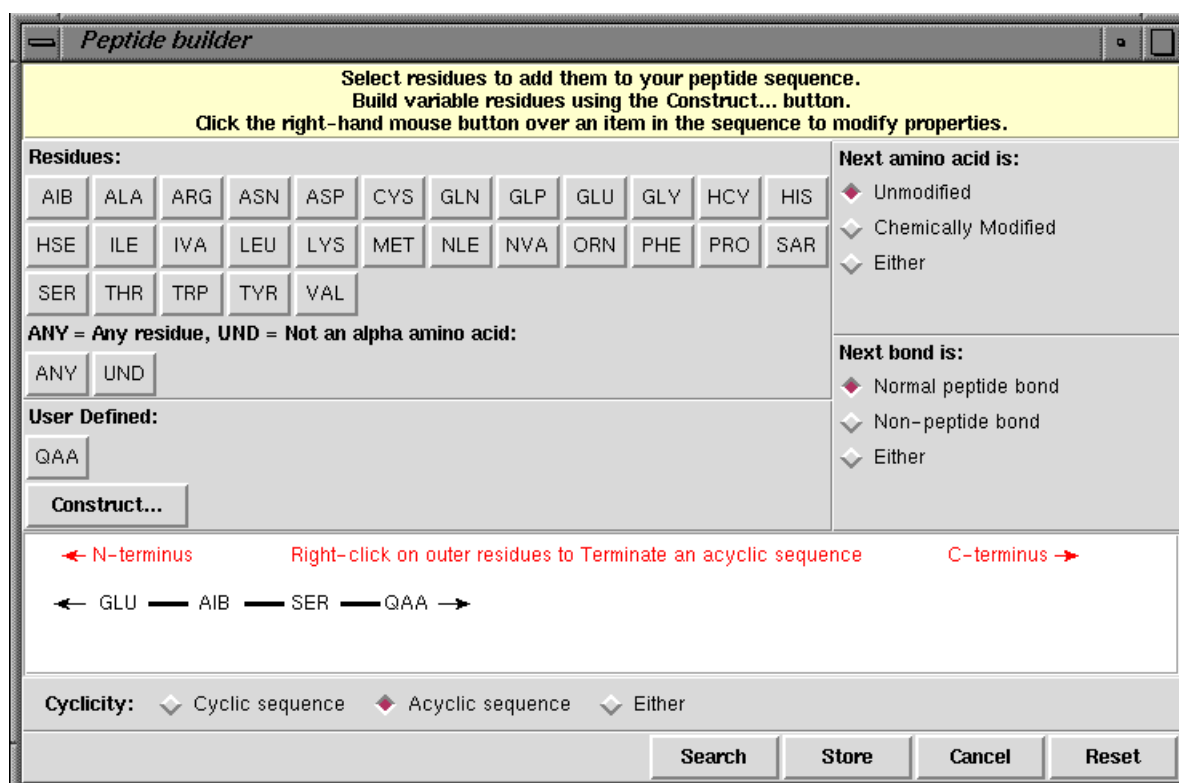 Peptide builder
Select residues to add them to your peptide sequence.
Build variable residues using the Construct... button.
Click the right-hand mouse button over an item in the sequence to modify properties.
Residues:
AIB ALA ARG ASN ASP CYS GLN GLP GLU GLY HCY HIS
HSE ILE IVA LEU LYS MET NLE NVA ORN PHE PRO SAR
SER THR TRP TYR VAL
ANY = Any residue, UND = Not an alpha amino acid:
ANY UND
User Defined:
QAA
Construct...
Next amino acid is:
Unmodified
Chemically Modified
Either
Next bond is:
Normal peptide bond
Non-peptide bond
Either
N-terminus Right-click on outer residues to Terminate an acyclic sequence C-terminus
GLU AIB SER QAA
Cyclicity: Cyclic sequence Acyclic sequence Either
Search Store Cancel Reset